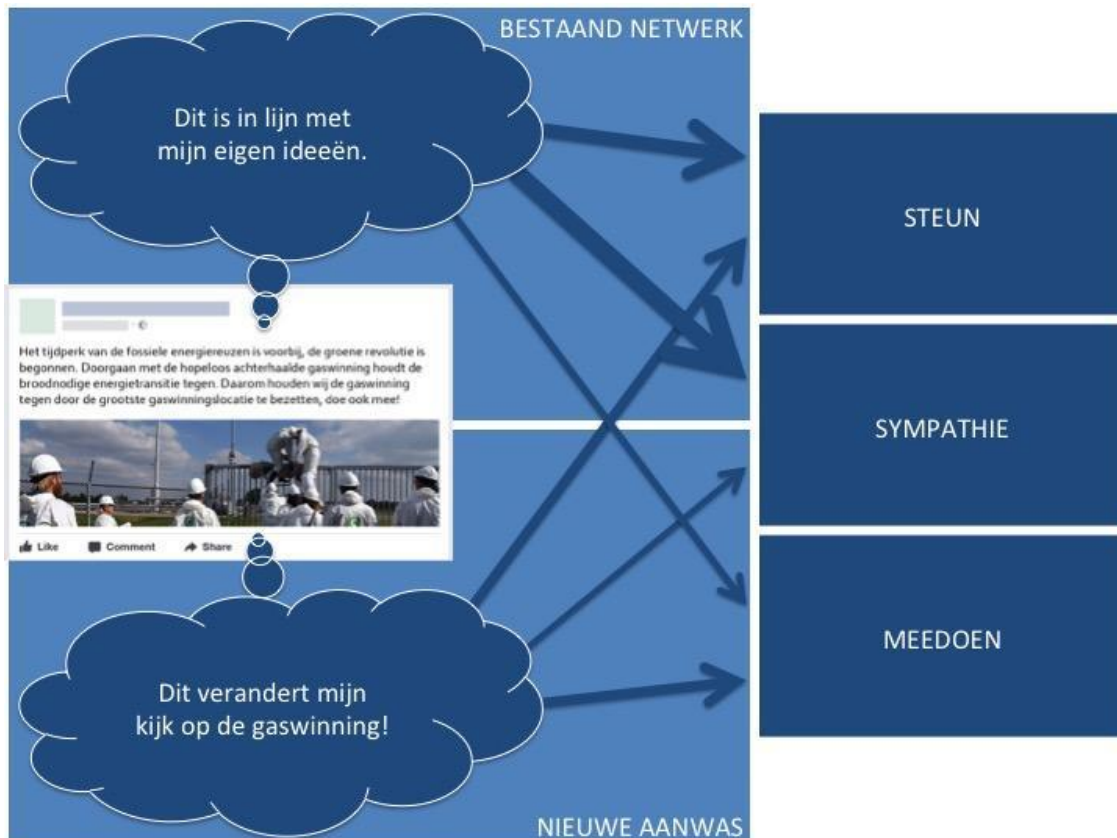 BESTAAND NETWERK
Dit is in lijn met
mijn eigen ideeën.
Het tijdperk van de fossiele energiereuzen is voorbij, de groene revolutie is
begonnen. Doorgaan met de hopeloos achterhaalde gaswinning houdt de
broodnodige energietransitie tegen. Daarom houden wij de gaswinning
tegen door de grootste gaswinningslocatie te bezetten, doe ook mee!
Like Comment Share
Dit verandert mijn
kijk op de gaswinning!
NIEUWE AANWAS
STEUN
SYMPATHIE
MEEDOEN